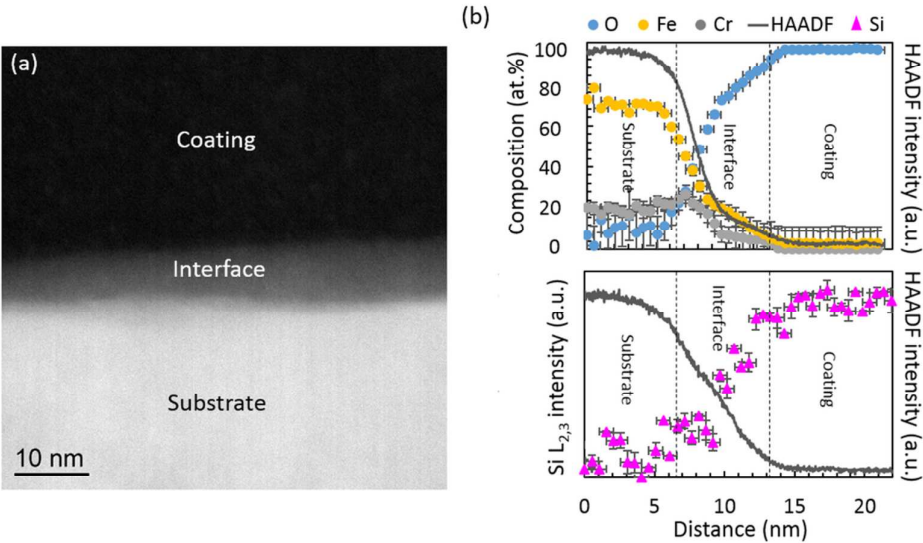 (a)
Coating
Interface
Substrate
10 nm
(b)
O Fe Cr HAADF Si
Composition (at.%)
100
80
60
40
20
0
Substrate
Interface
Coating
HAADF intensity (a.u.)
Si L2,3 intensity (a.u.)
Substrate
Interface
Coating
HAADF intensity (a.u.)
0 5 10 15 20
Distance (nm)